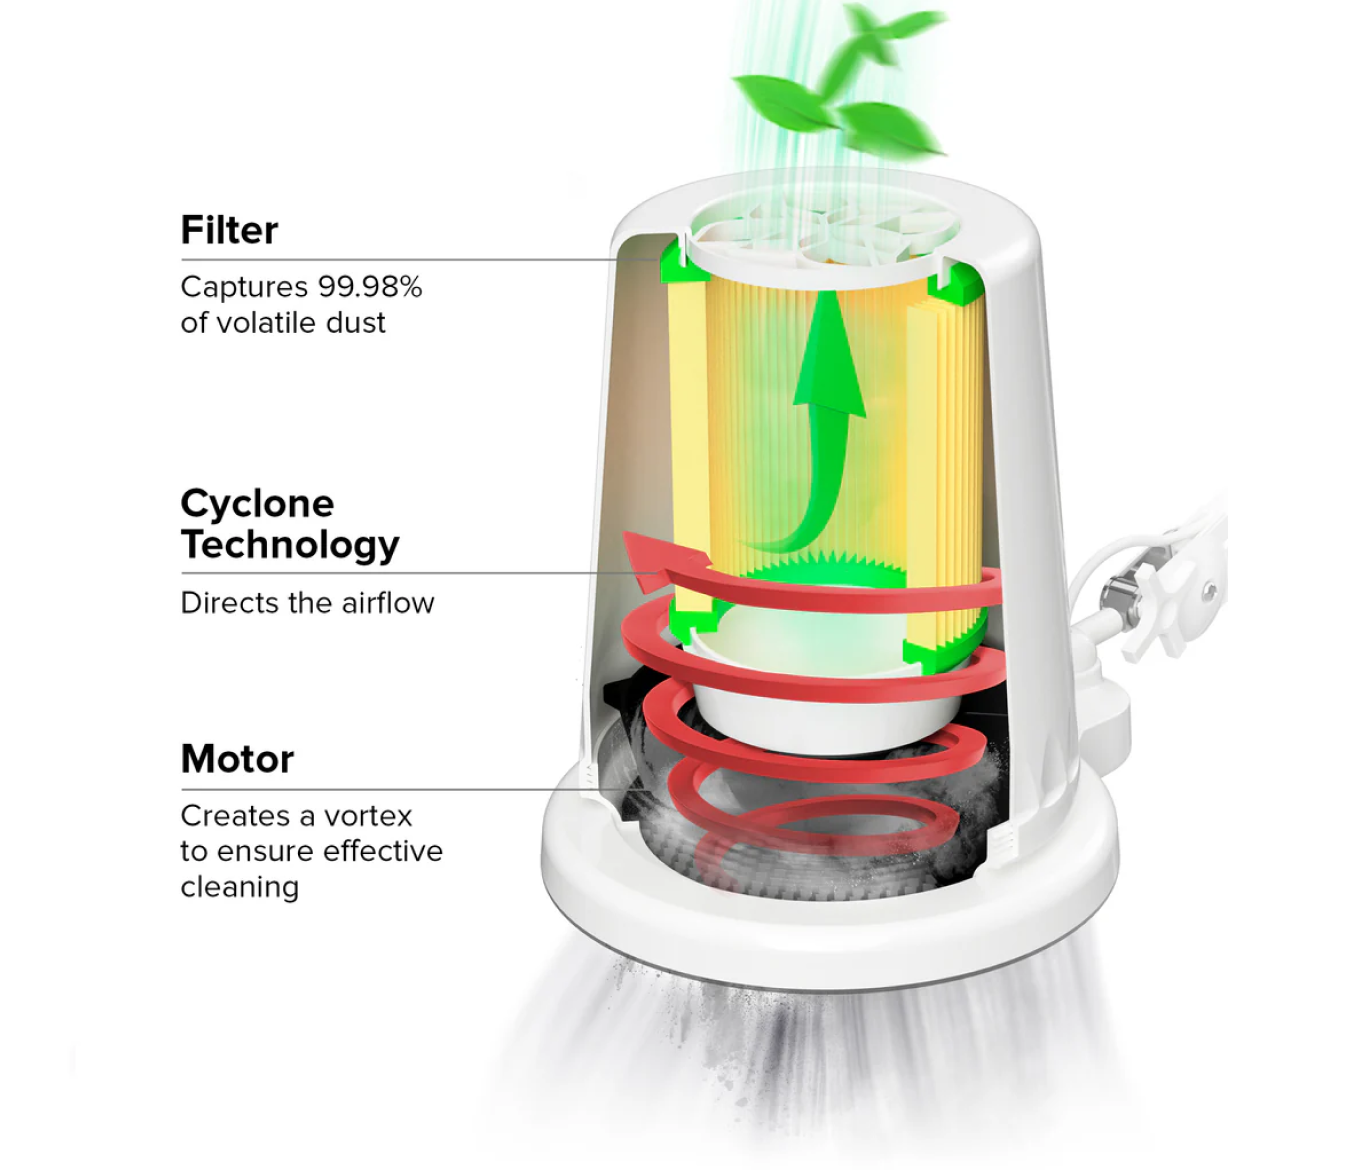 Filter
Captures 99.98%
of volatile dust
Cyclone
Technology
Directs the airflow
Motor
Creates a vortex
to ensure effective
cleaning